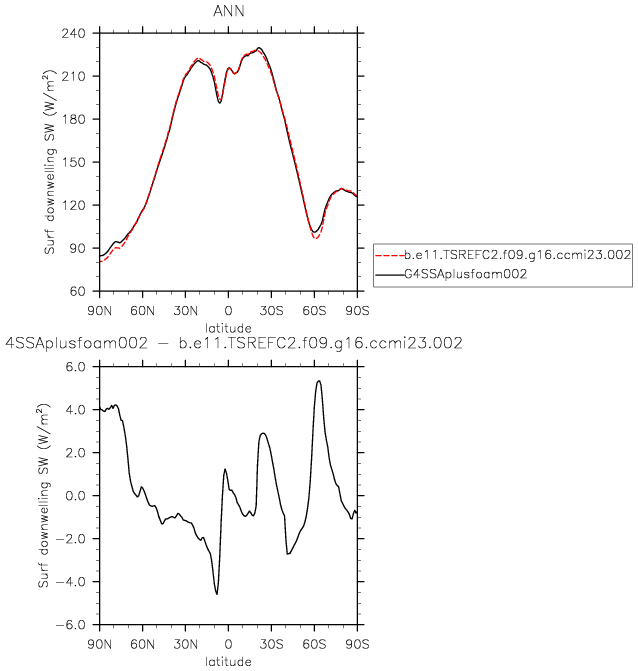 ANN
Surf downwelling SW (W/m²)
240
210
180
150
120
90
60
90N 60N 30N 0 30S 60S 90S
latitude
b.e11.TSREFC2.f09.g16.ccmi23.002
G4SSAplusfoam002
4SSAplusfoam002 − b.e11.TSREFC2.f09.g16.ccmi23.002
Surf downwelling SW (W/m²)
6.0
4.0
2.0
0.0
−2.0
−4.0
−6.0
90N 60N 30N 0 30S 60S 90S
latitude